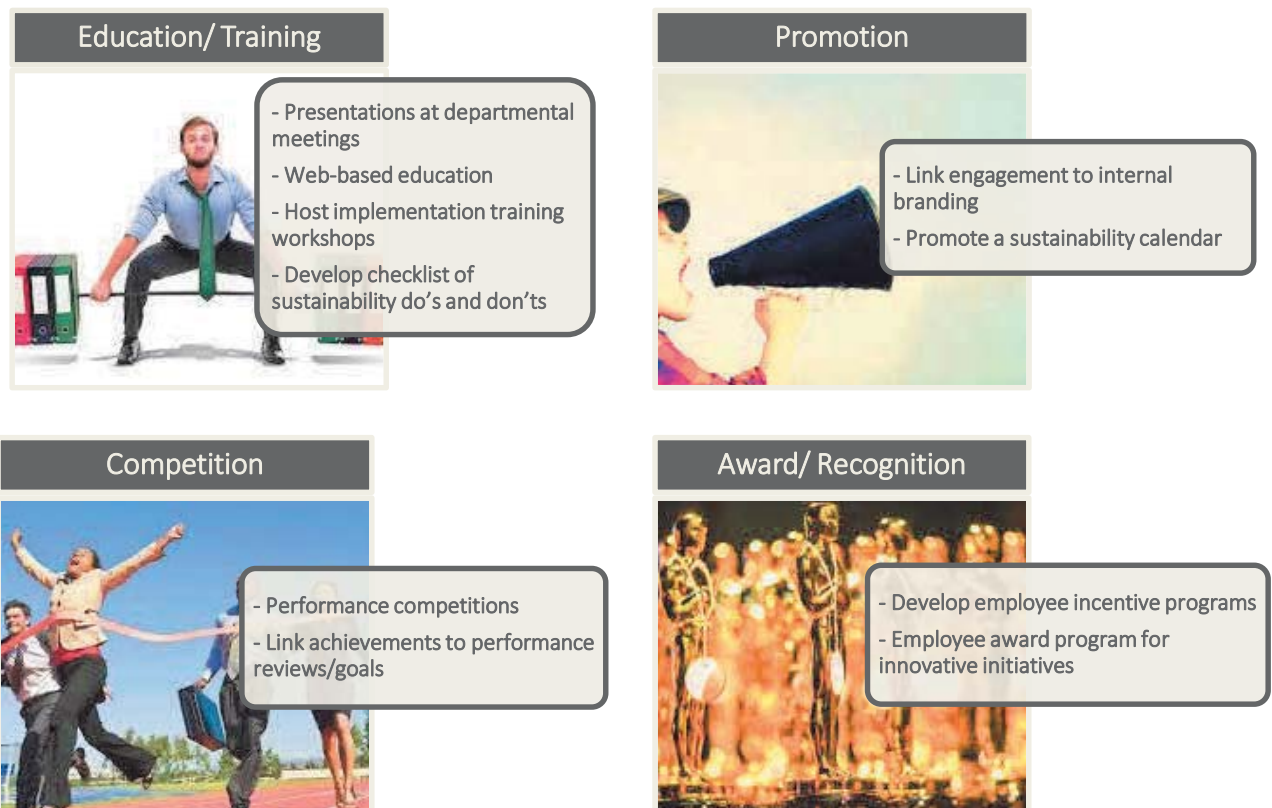 Education/ Training
- Presentations at departmental
meetings
- Web-based education
- Host implementation training
workshops
- Develop checklist of
sustainability do’s and don’ts
Promotion
- Link engagement to internal
branding
- Promote a sustainability calendar
Competition
- Performance competitions
- Link achievements to performance
reviews/goals
Award/ Recognition
- Develop employee incentive programs
- Employee award program for
innovative initiatives